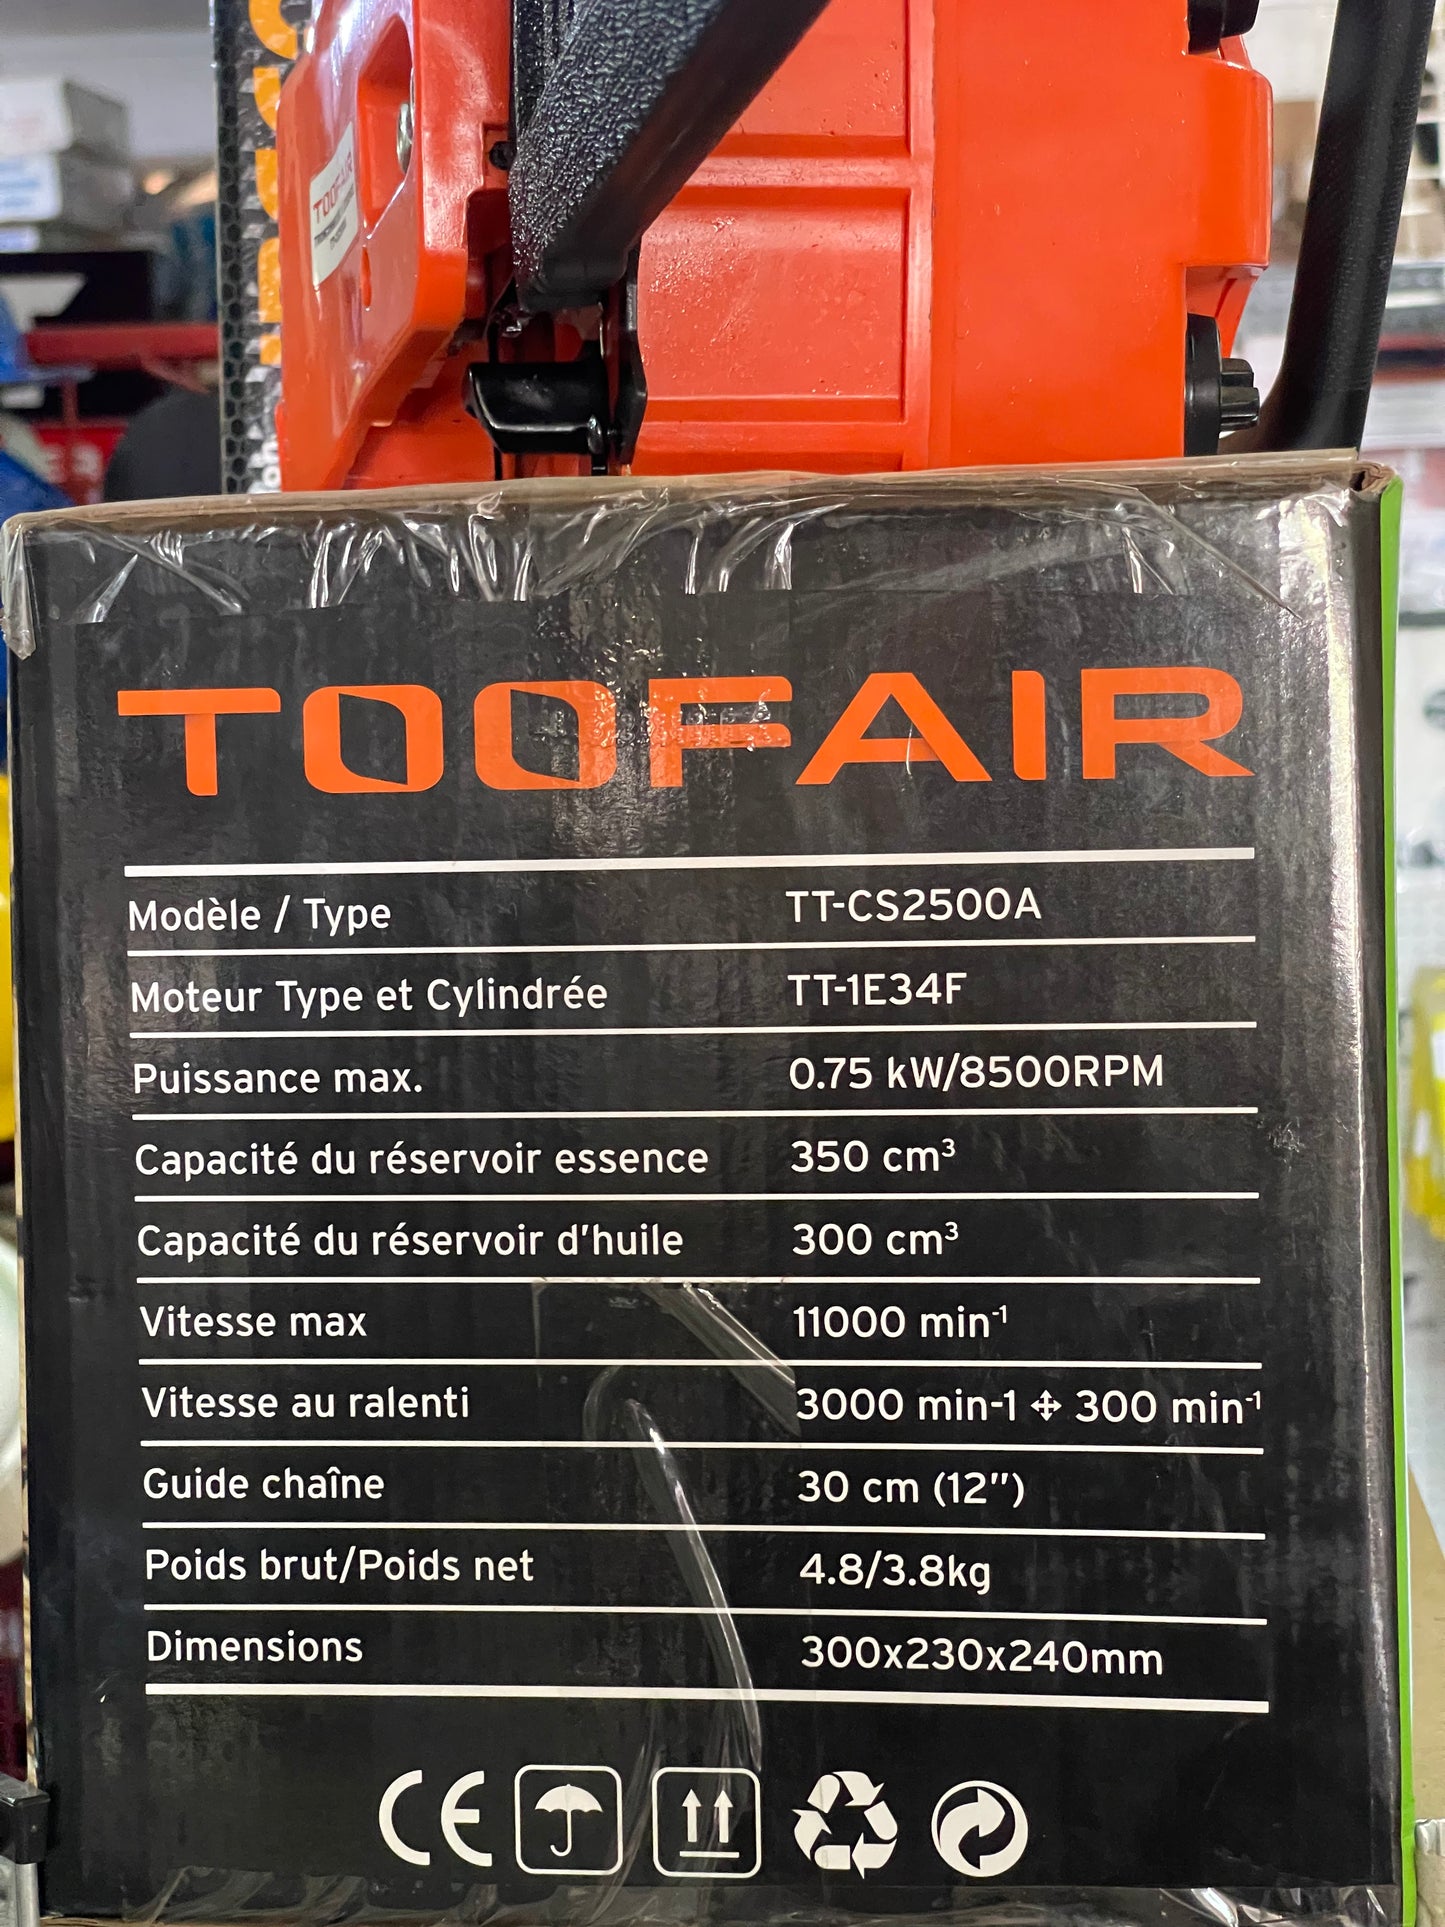 TOOFAIR
TOOFAIR
Modèle / Type TT-CS2500A
Moteur Type et Cylindrée TT-1E34F
Puissance max. 0.75 kW/8500RPM
Capacité du réservoir essence 350 cm³
Capacité du réservoir d'huile 300 cm³
Vitesse max 11000 min⁻¹
Vitesse au ralenti 3000 min-1 ✢ 300 min⁻¹
Guide chaîne 30 cm (12")
Poids brut/Poids net 4.8/3.8kg
Dimensions 300x230x240mm
CE